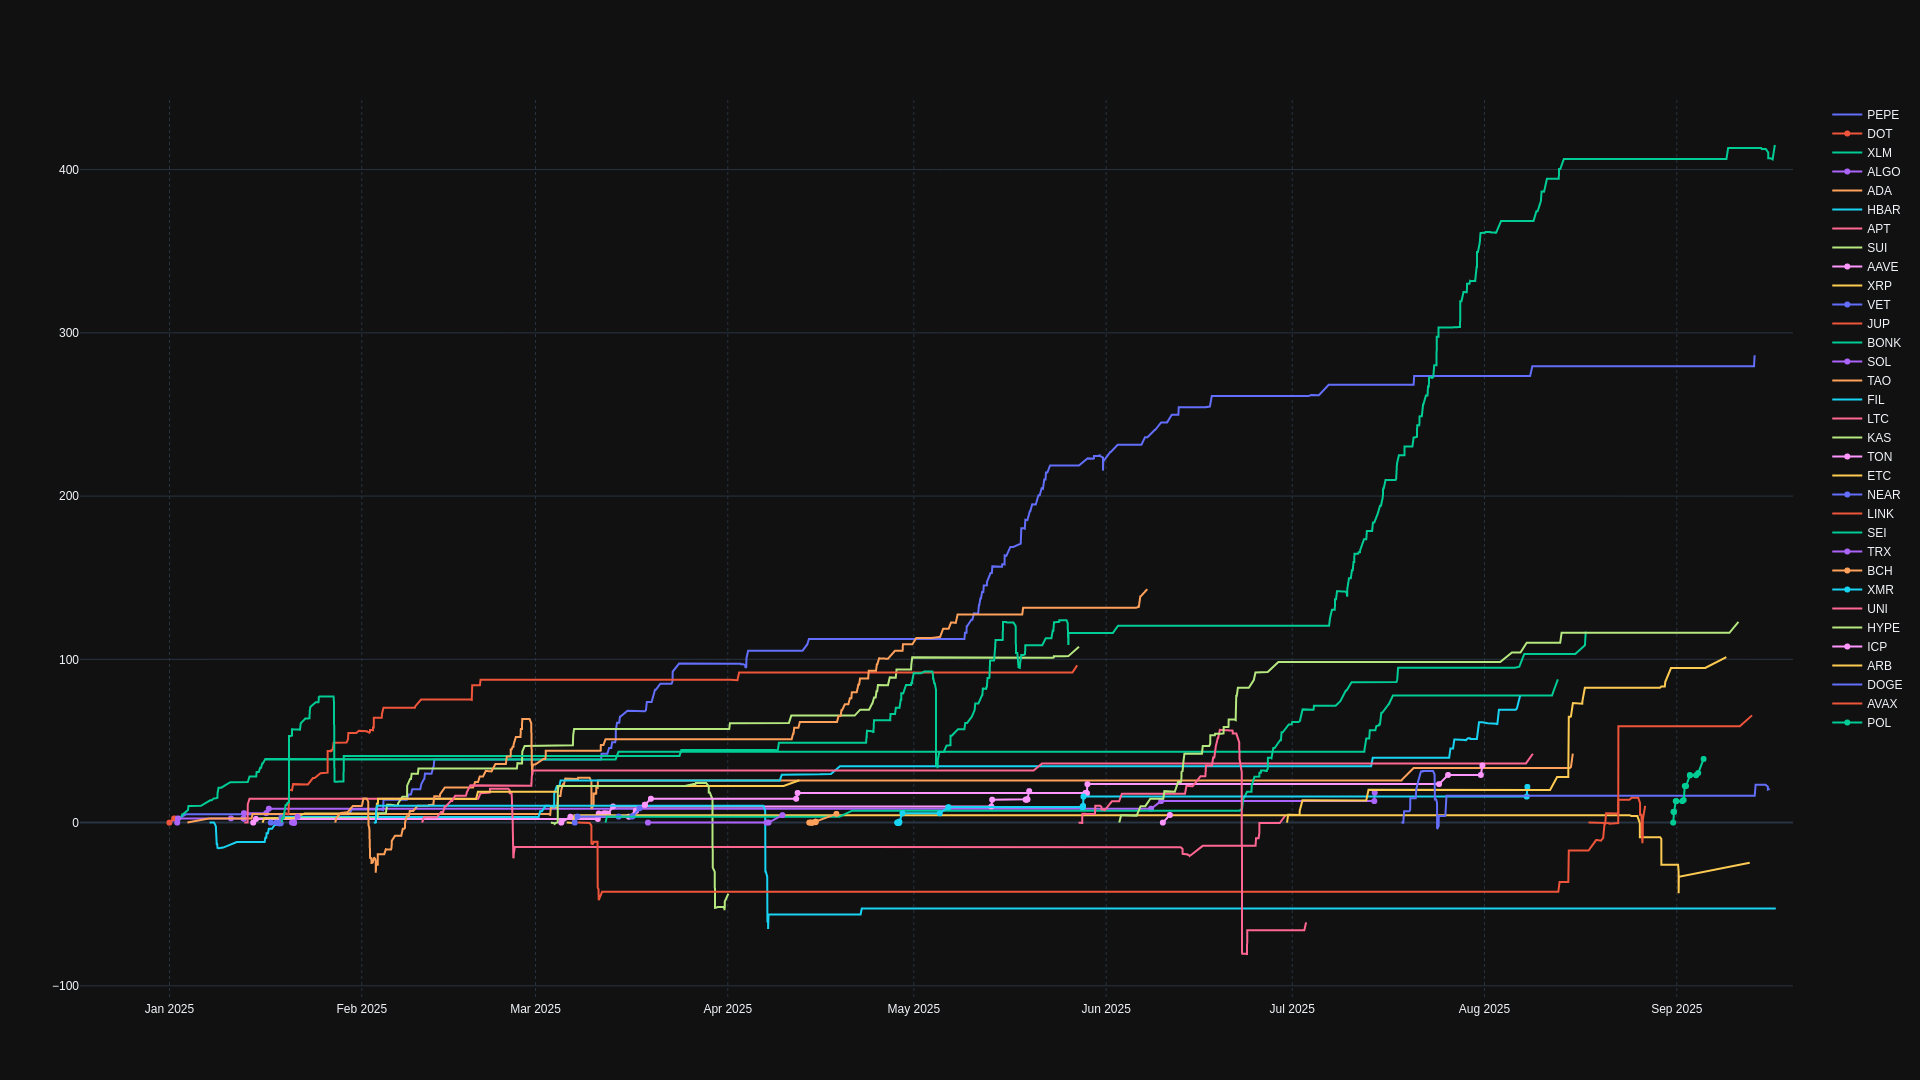 400
300
200
100
0
−100
Jan 2025
Feb 2025
Mar 2025
Apr 2025
May 2025
Jun 2025
Jul 2025
Aug 2025
Sep 2025
PEPE
DOT
XLM
ALGO
ADA
HBAR
APT
SUI
AAVE
XRP
VET
JUP
BONK
SOL
TAO
FIL
LTC
KAS
TON
ETC
NEAR
LINK
SEI
TRX
BCH
XMR
UNI
HYPE
ICP
ARB
DOGE
AVAX
POL